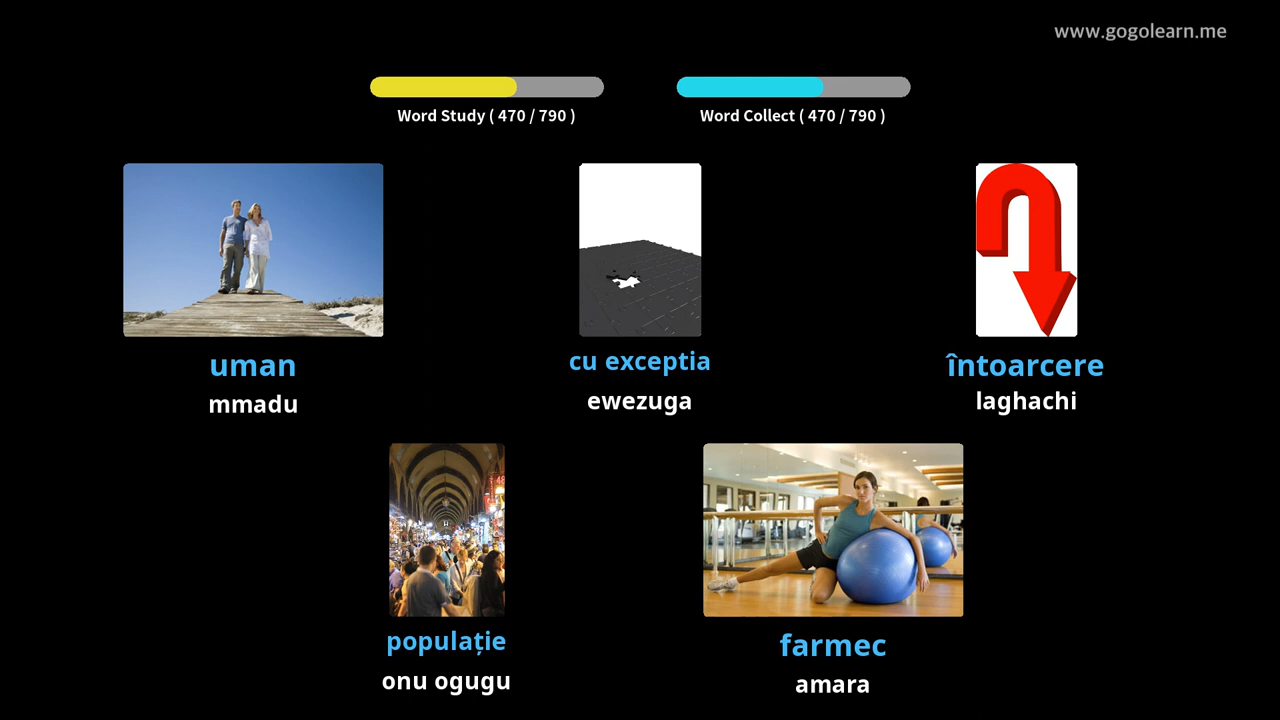 www.gogolearn.me
Word Study ( 470 / 790 )
Word Collect ( 470 / 790 )
uman
mmadu
cu exceptia
ewezuga
întoarcere
laghachi
populație
onu ogugu
farmec
amara